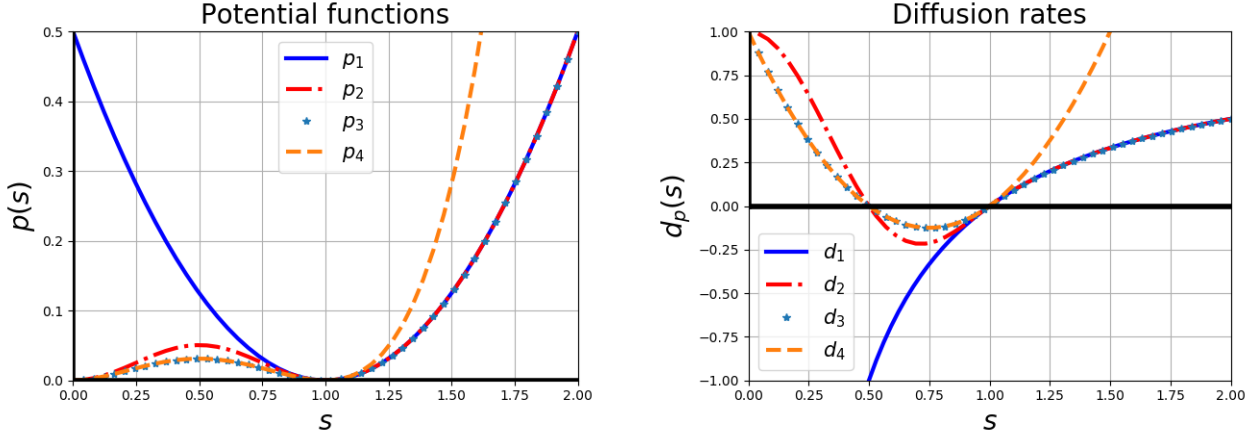 Potential functions
0.5
0.4
0.3
0.2
0.1
0.0
p(s)
p₁
p₂
p₃
p₄
0.00 0.25 0.50 0.75 1.00 1.25 1.50 1.75 2.00
s
Diffusion rates
1.00
0.75
0.50
0.25
0.00
−0.25
−0.50
−0.75
−1.00
dₚ(s)
d₁
d₂
d₃
d₄
0.00 0.25 0.50 0.75 1.00 1.25 1.50 1.75 2.00
s